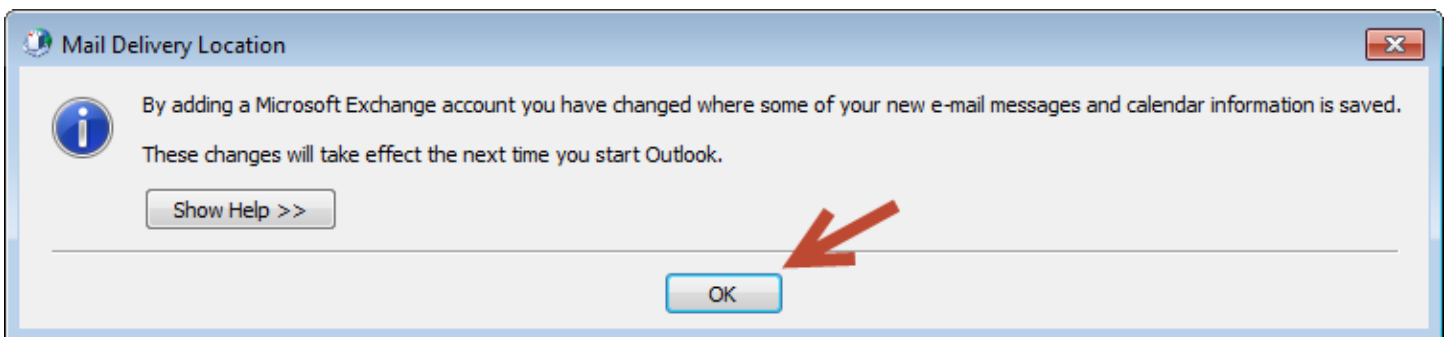 Mail Delivery Location
By adding a Microsoft Exchange account you have changed where some of your new e-mail messages and calendar information is saved.
These changes will take effect the next time you start Outlook.
Show Help >>
OK